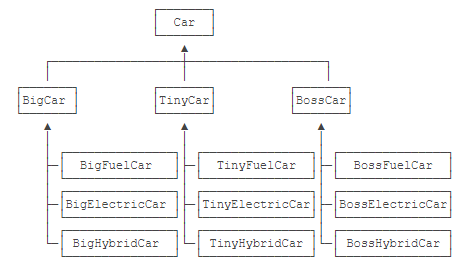 Car
BigCar TinyCar BossCar
BigFuelCar TinyFuelCar BossFuelCar
BigElectricCar TinyElectricCar BossElectricCar
BigHybridCar TinyHybridCar BossHybridCar